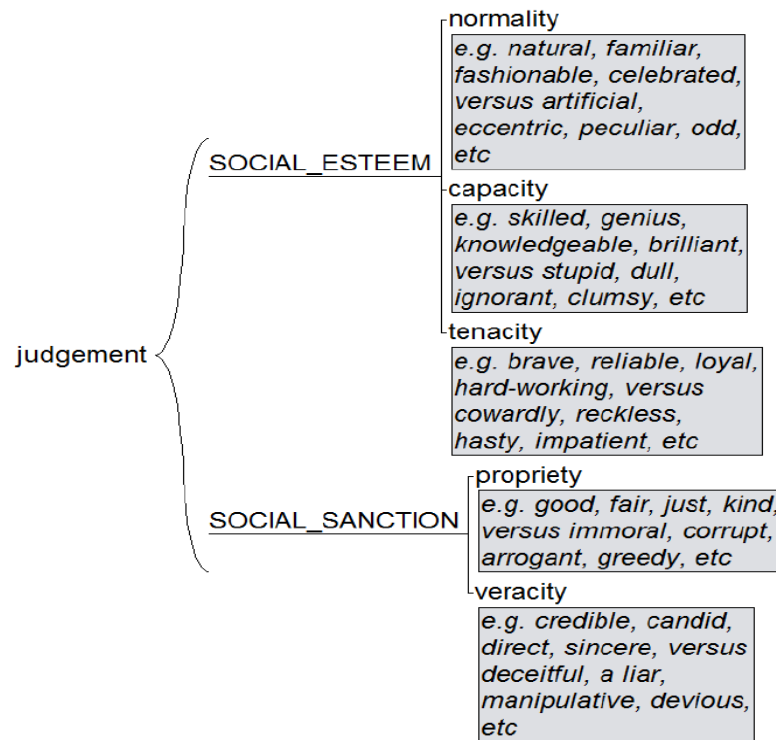 normality
e.g. natural, familiar,
fashionable, celebrated,
versus artificial,
eccentric, peculiar, odd,
etc
SOCIAL_ESTEEM
capacity
e.g. skilled, genius,
knowledgeable, brilliant,
versus stupid, dull,
ignorant, clumsy, etc
tenacity
e.g. brave, reliable, loyal,
hard-working, versus
cowardly, reckless,
hasty, impatient, etc
judgement
propriety
e.g. good, fair, just, kind,
versus immoral, corrupt,
arrogant, greedy, etc
SOCIAL_SANCTION
veracity
e.g. credible, candid,
direct, sincere, versus
deceitful, a liar,
manipulative, devious,
etc